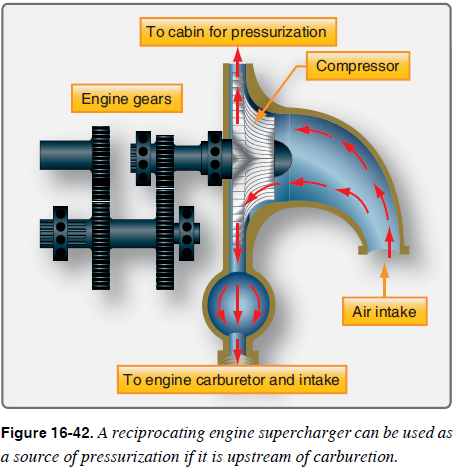 To cabin for pressurization
Compressor
Engine gears
Air intake
To engine carburetor and intake
Figure 16-42. A reciprocating engine supercharger can be used as
a source of pressurization if it is upstream of carburetion.